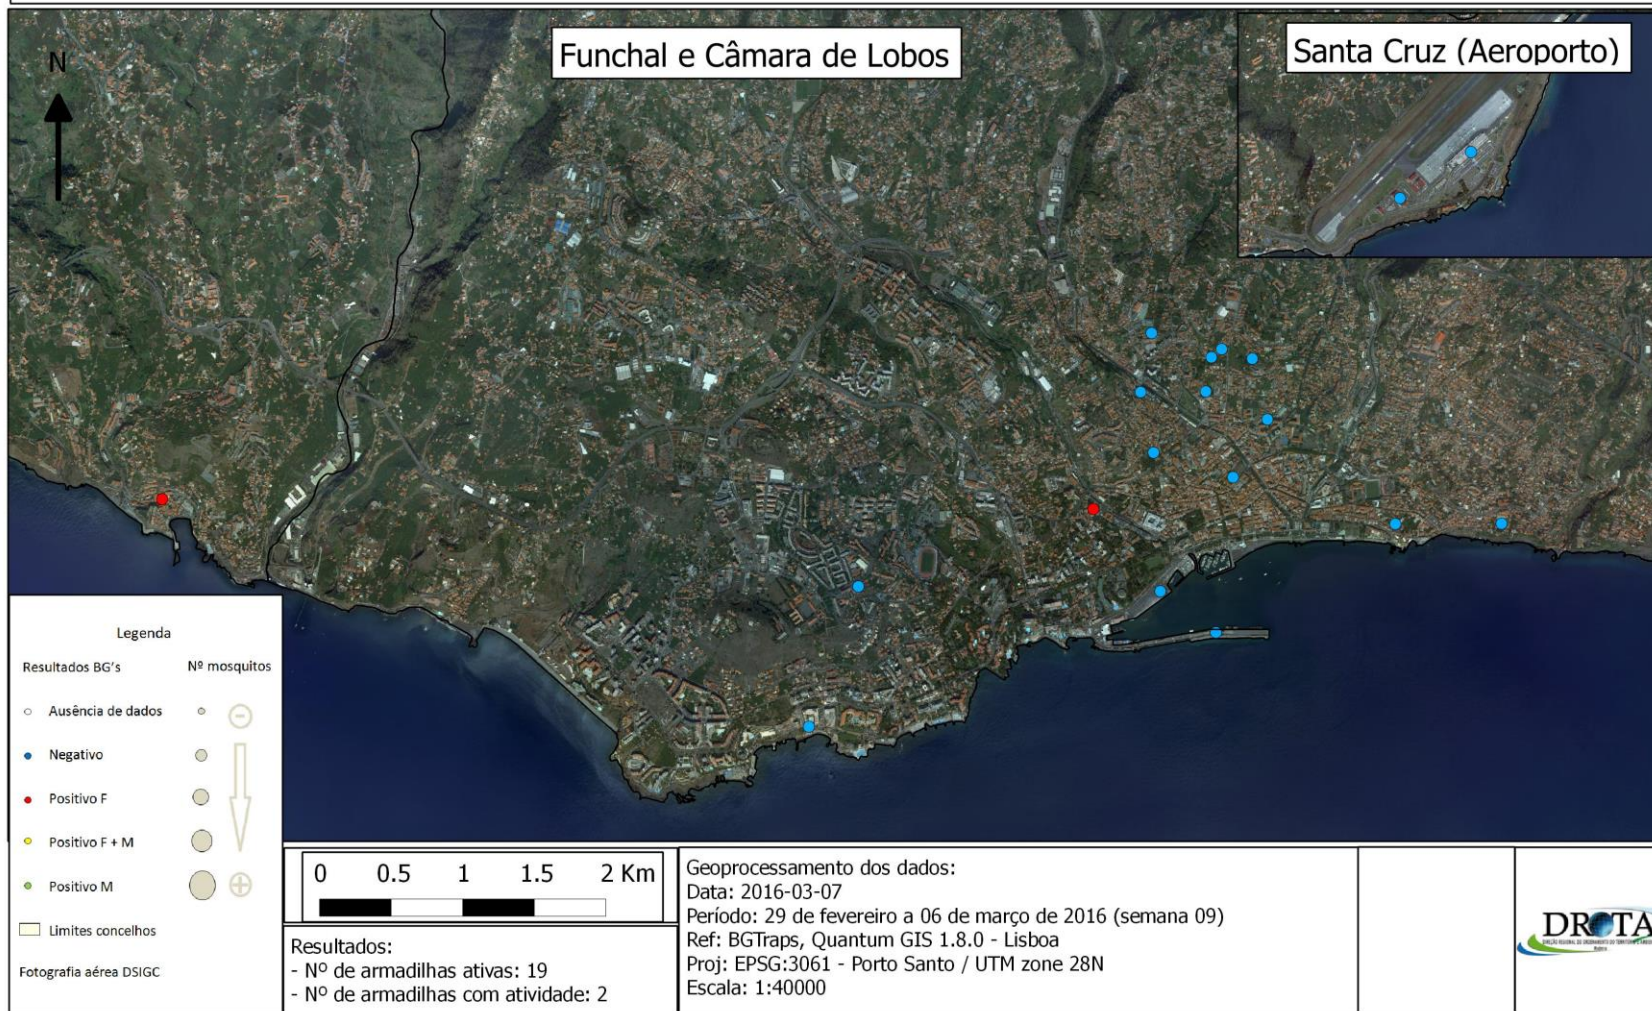 Funchal e Câmara de Lobos
Santa Cruz (Aeroporto)
N
Legenda
Resultados BG's
Nº mosquitos
Ausência de dados
Negativo
Positivo F
Positivo F + M
Positivo M
Limites concelhos
Fotografia aérea DSIGC
0 0.5 1 1.5 2 Km
Resultados:
- Nº de armadilhas ativas: 19
- Nº de armadilhas com atividade: 2
Geoprocessamento dos dados:
Data: 2016-03-07
Período: 29 de fevereiro a 06 de março de 2016 (semana 09)
Ref: BGTraps, Quantum GIS 1.8.0 - Lisboa
Proj: EPSG:3061 - Porto Santo / UTM zone 28N
Escala: 1:40000
DROTA